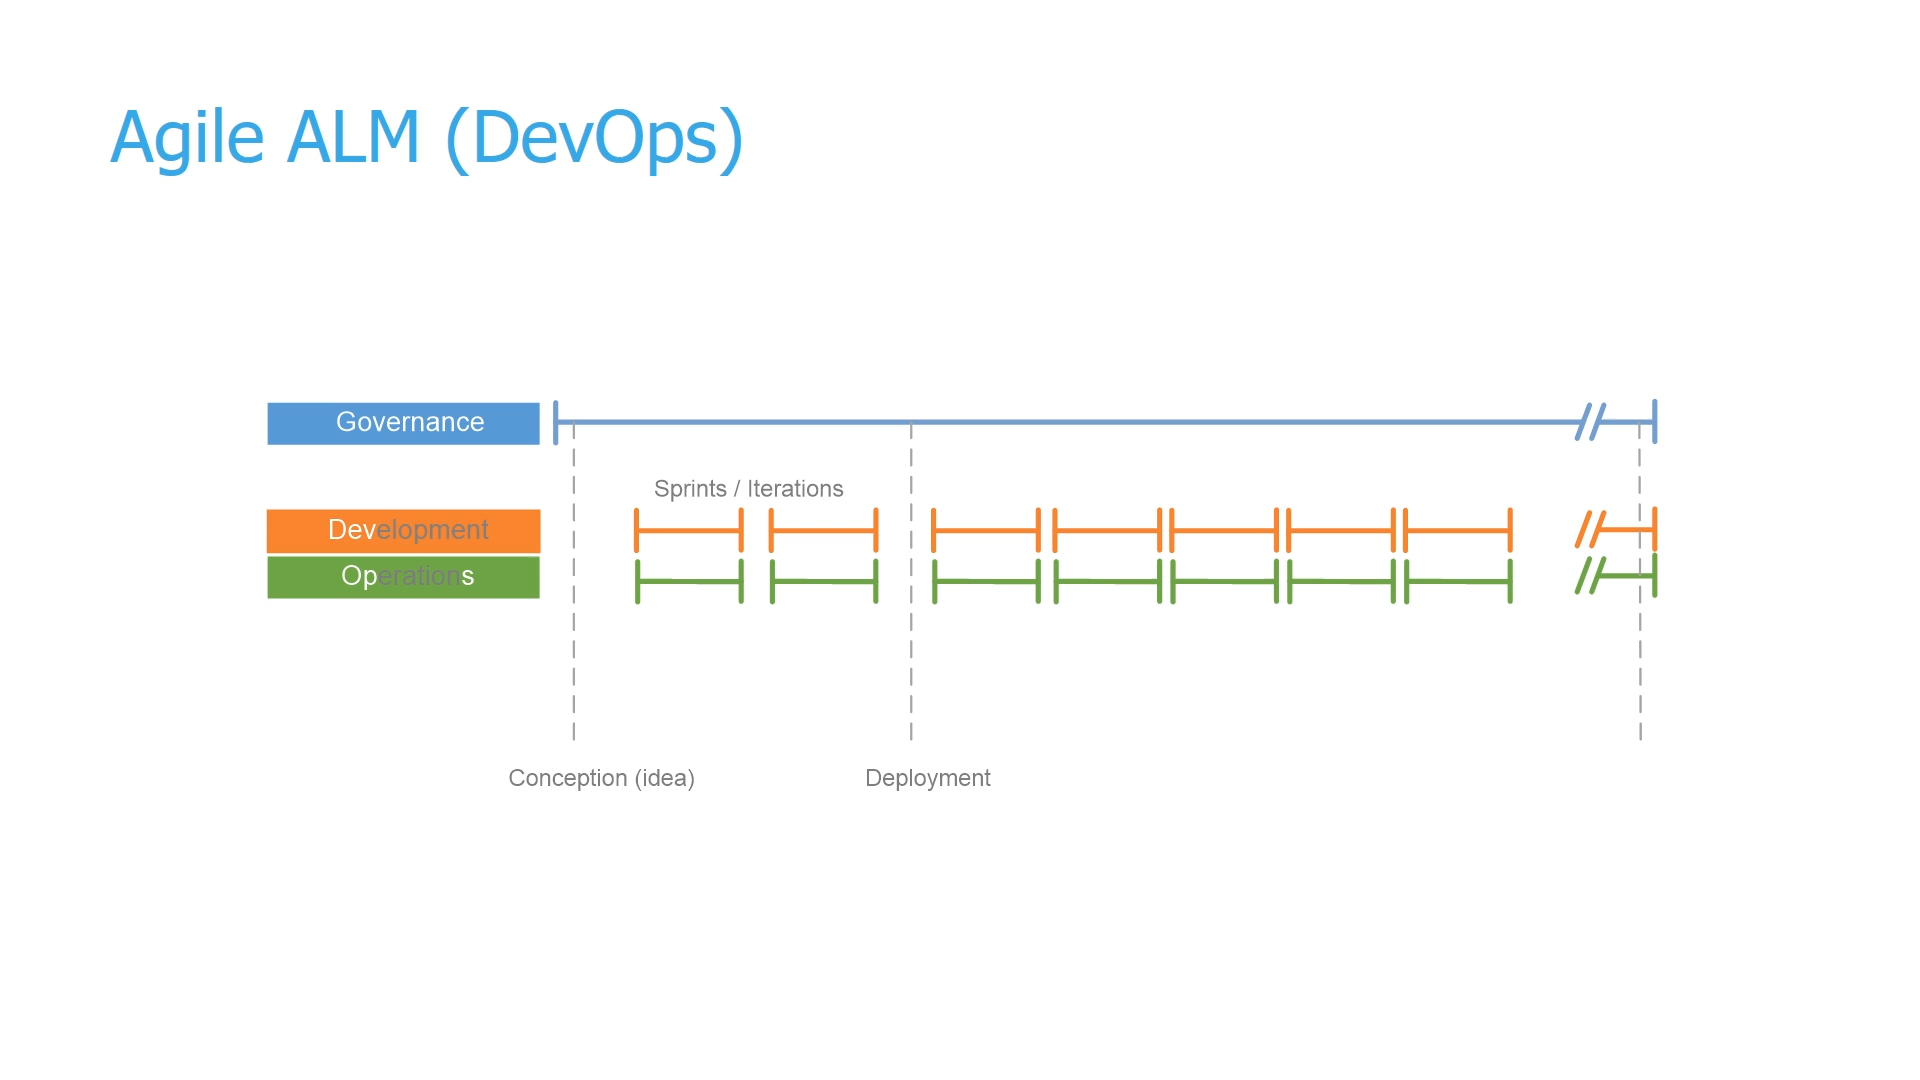 Agile ALM (DevOps)
Governance
Sprints / Iterations
Development
Operations
Conception (idea)
Deployment